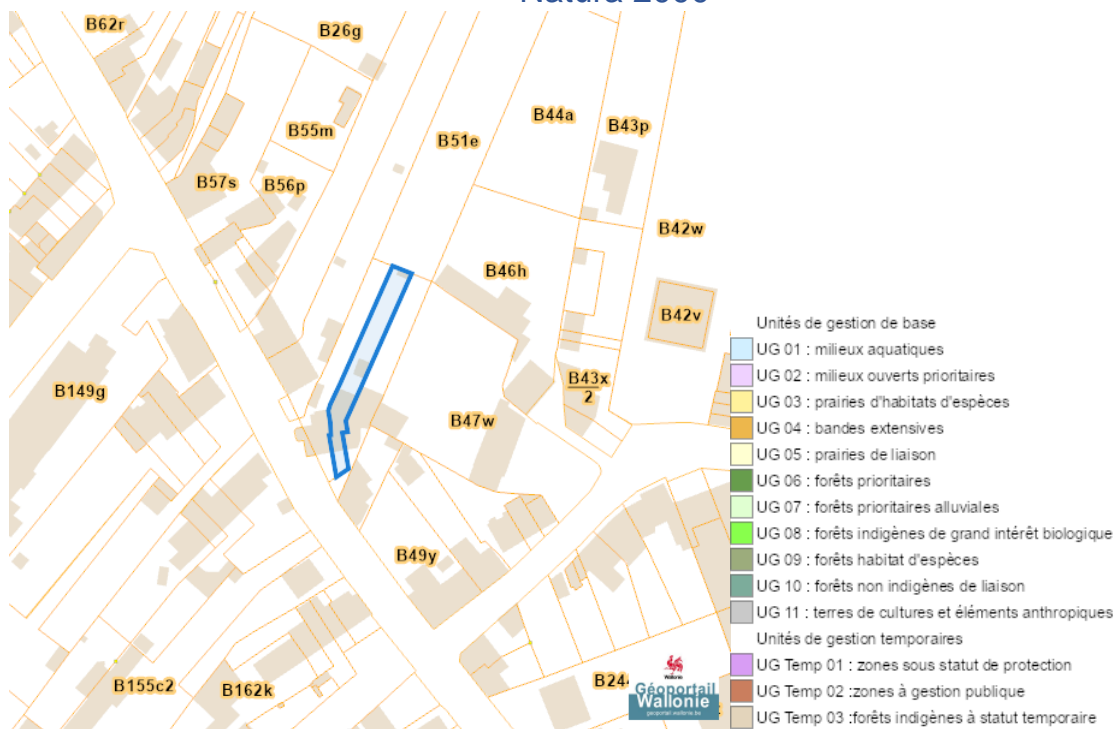 B62r
B26g
B44a
B43p
B55m
B51e
B57s
B56p
B42w
B46h
B42v
B149g
B43x
2
B47w
B49y
B155c2
B162k
Wallonie
Géoportail
Wallonie
geoportail.wallonie.be
Unités de gestion de base
UG 01 : milieux aquatiques
UG 02 : milieux ouverts prioritaires
UG 03 : prairies d'habitats d'espèces
UG 04 : bandes extensives
UG 05 : prairies de liaison
UG 06 : forêts prioritaires
UG 07 : forêts prioritaires alluviales
UG 08 : forêts indigènes de grand intérêt biologique
UG 09 : forêts habitat d'espèces
UG 10 : forêts non indigènes de liaison
UG 11 : terres de cultures et éléments anthropiques
Unités de gestion temporaires
UG Temp 01 : zones sous statut de protection
UG Temp 02 :zones à gestion publique
UG Temp 03 :forêts indigènes à statut temporaire